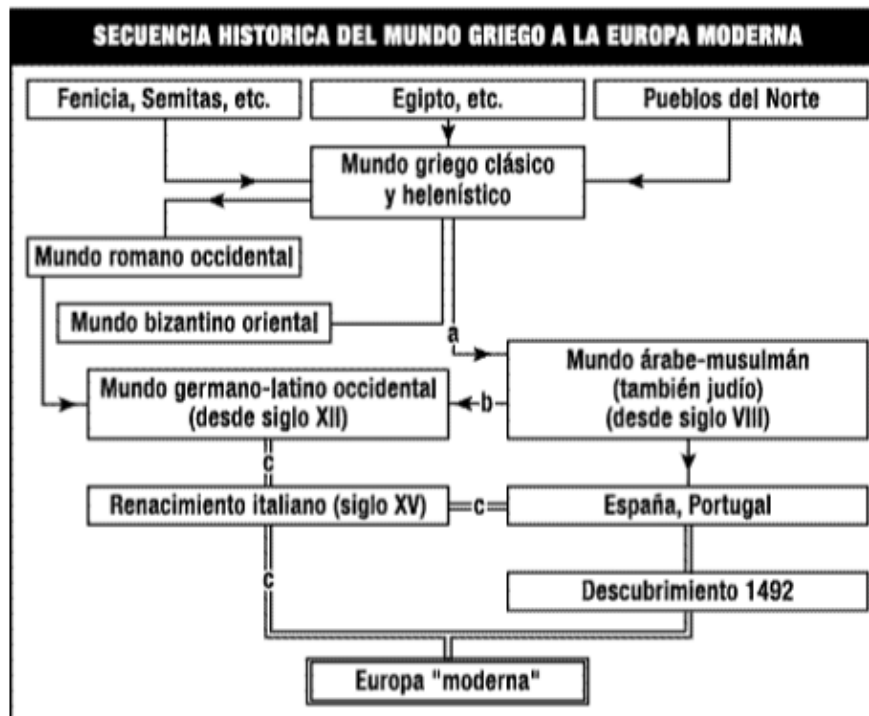 SECUENCIA HISTORICA DEL MUNDO GRIEGO A LA EUROPA MODERNA
Fenicia, Semitas, etc.
Egipto, etc.
Pueblos del Norte
Mundo griego clásico
y helenístico
Mundo romano occidental
Mundo bizantino oriental
a
Mundo árabe-musulmán
(también judío)
(desde siglo VIII)
Mundo germano-latino occidental
(desde siglo XII)
b
c
Renacimiento italiano (siglo XV)
c
España, Portugal
c
Descubrimiento 1492
Europa "moderna"